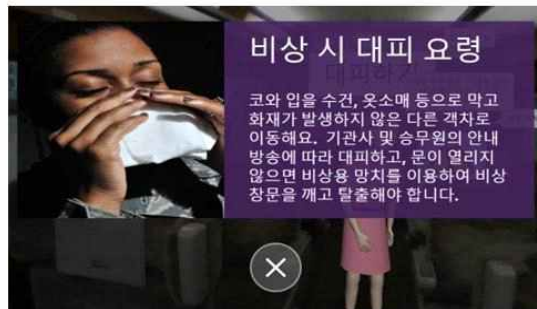 비상 시 대피 요령
대피하기
코와 입을 수건, 옷소매 등으로 막고
화재가 발생하지 않은 다른 객차로
이동해요. 기관사 및 승무원의 안내
방송에 따라 대피하고, 문이 열리지
않으면 비상용 망치를 이용하여 비상
창문을 깨고 탈출해야 합니다.